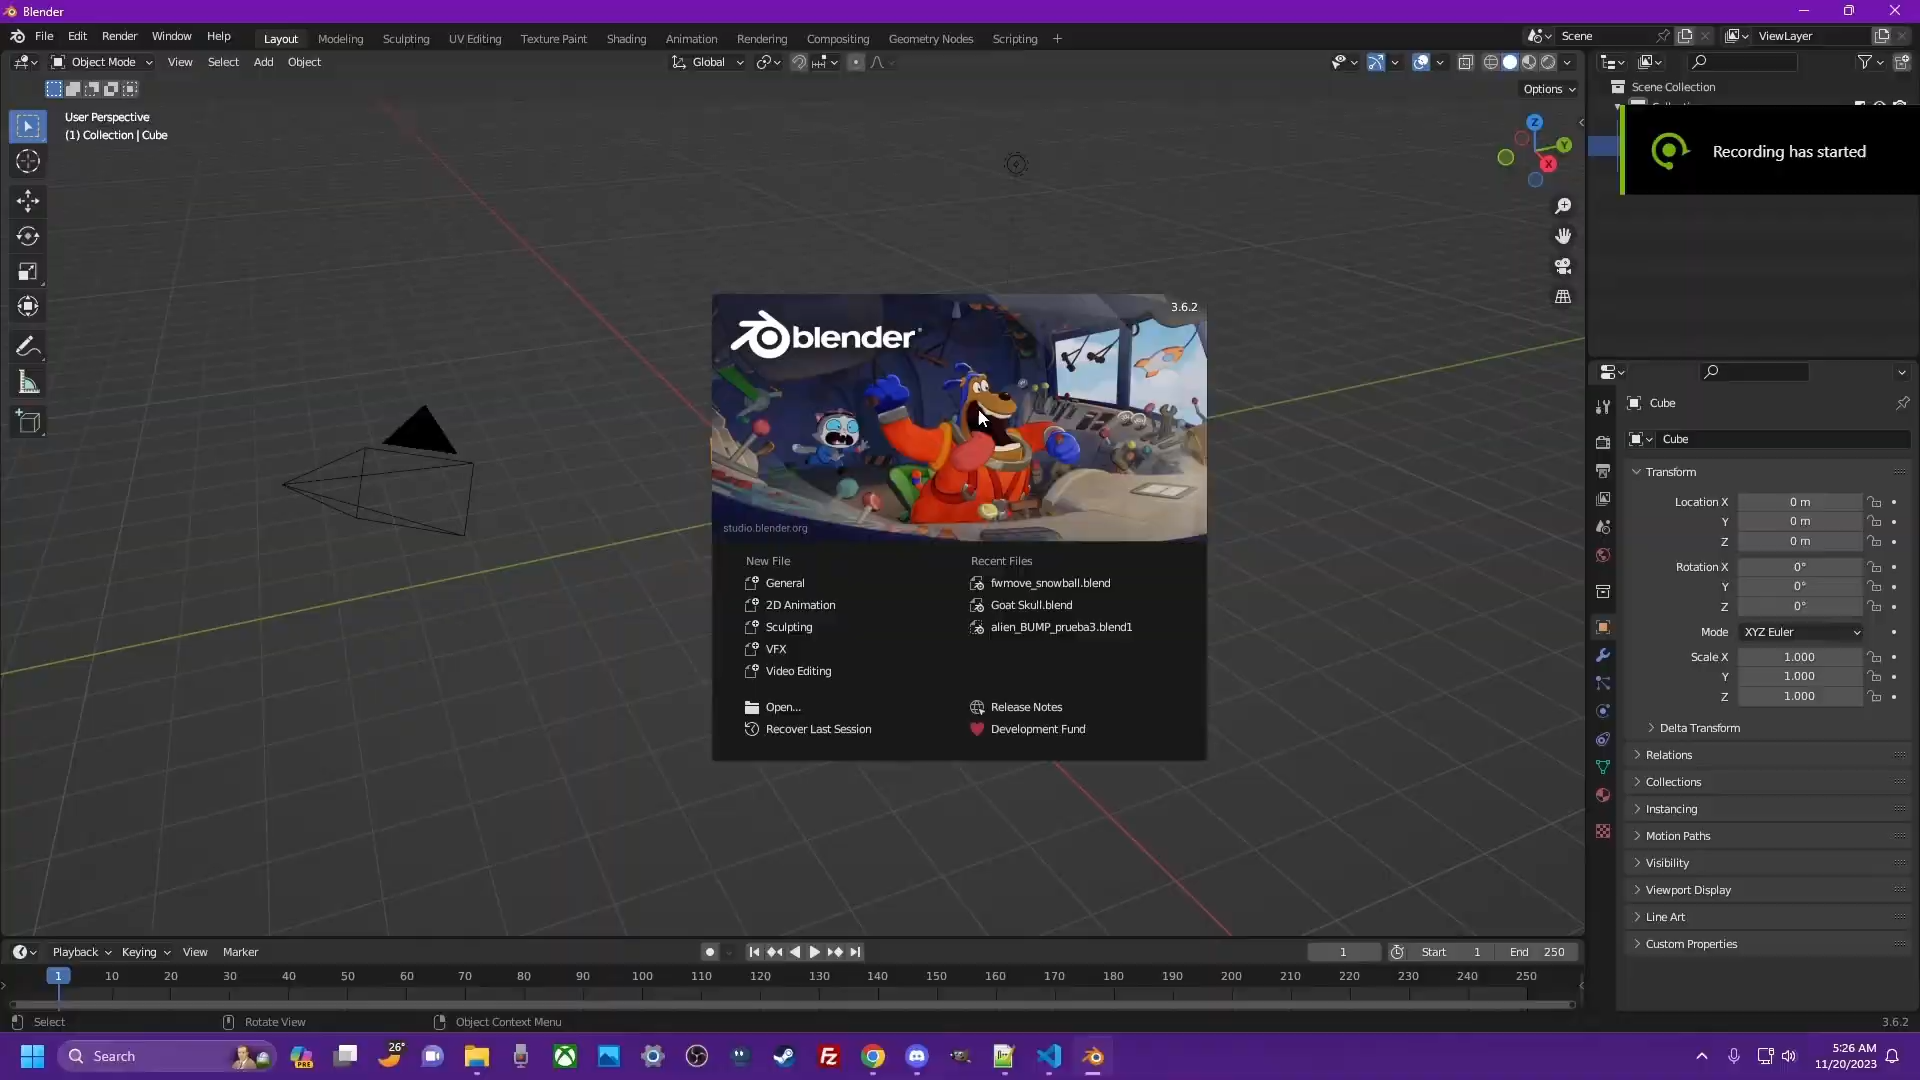 Blender
File Edit Render Window Help
Layout Modeling Sculpting UV Editing Texture Paint Shading Animation Rendering Compositing Geometry Nodes Scripting +
Scene
ViewLayer
Object Mode View Select Add Object
Global
Options
User Perspective
(1) Collection | Cube
Z
Y
X
Scene Collection
Recording has started
3.6.2
blender
studio.blender.org
New File
General
2D Animation
Sculpting
VFX
Video Editing
Open...
Recover Last Session
Recent Files
fwmove_snowball.blend
Goat Skull.blend
alien_BUMP_prueba3.blend1
Release Notes
Development Fund
Cube
Cube
Transform
Location X 0 m
Y 0 m
Z 0 m
Rotation X 0°
Y 0°
Z 0°
Mode XYZ Euler
Scale X 1.000
Y 1.000
Z 1.000
Delta Transform
Relations
Collections
Instancing
Motion Paths
Visibility
Viewport Display
Line Art
Custom Properties
Playback Keying View Marker
1 Start 1 End 250
1 10 20 30 40 50 60 70 80 90 100 110 120 130 140 150 160 170 180 190 200 210 220 230 240 250
Select Rotate View Object Context Menu
3.6.2
Search
PRE
26°
5:26 AM
11/20/2023